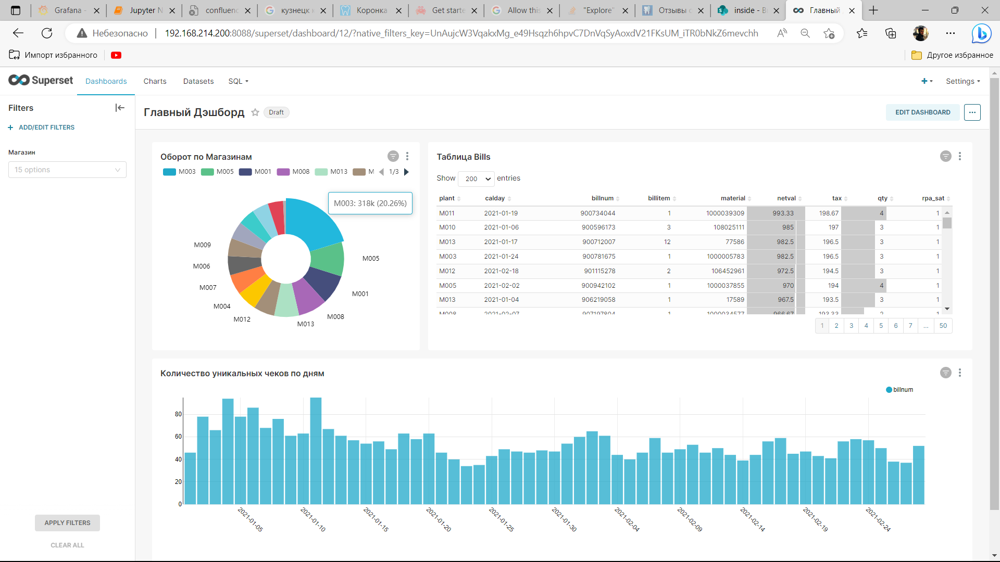 Grafana -
Jupyter N
confluenc
кузнецк к
Коронка
Get starte
Allow this
"Explore"
Отзывы о
inside - Bi
Главный
Небезопасно
192.168.214.200:8088/superset/dashboard/12/?native_filters_key=UnAujcW3VqakxMg_e49Hsqzh6hpvC7DnVqSyAoxdV21FKsUM_iTR0bNkZ6mevchh
Импорт избранного
Другое избранное
Superset
Dashboards
Charts
Datasets
SQL
Settings
Filters
ADD/EDIT FILTERS
Магазин
15 options
APPLY FILTERS
CLEAR ALL
Главный Дэшборд
Draft
EDIT DASHBOARD
Оборот по Магазинам
M003 M005 M001 M008 M013 M 1/3
M003: 318k (20.26%)
M009
M005
M006
M007
M001
M004
M012
M008
M013
Таблица Bills
Show 200 entries
plant calday billnum billitem material netval tax qty rpa_sat
M011 2021-01-19 900734044 1 1000039309 993.33 198.67 4 1
M010 2021-01-06 900596173 3 108025111 985 197 3 1
M013 2021-01-17 900712007 12 77586 982.5 196.5 3 1
M003 2021-01-24 900781675 1 1000005783 982.5 196.5 3 1
M012 2021-02-18 901115278 2 106452961 972.5 194.5 3 1
M005 2021-02-02 900942102 1 1000037855 970 194 4 1
M013 2021-01-04 906219058 1 17589 967.5 193.5 3 1
M008 2021-02-07 907197804 1 1000034577 966.67 193.33 2 1
1 2 3 4 5 6 7 ... 50
Количество уникальных чеков по дням
billnum
80
60
40
20
0
2021-01-05
2021-01-10
2021-01-15
2021-01-20
2021-01-25
2021-01-30
2021-02-04
2021-02-09
2021-02-14
2021-02-19
2021-02-24